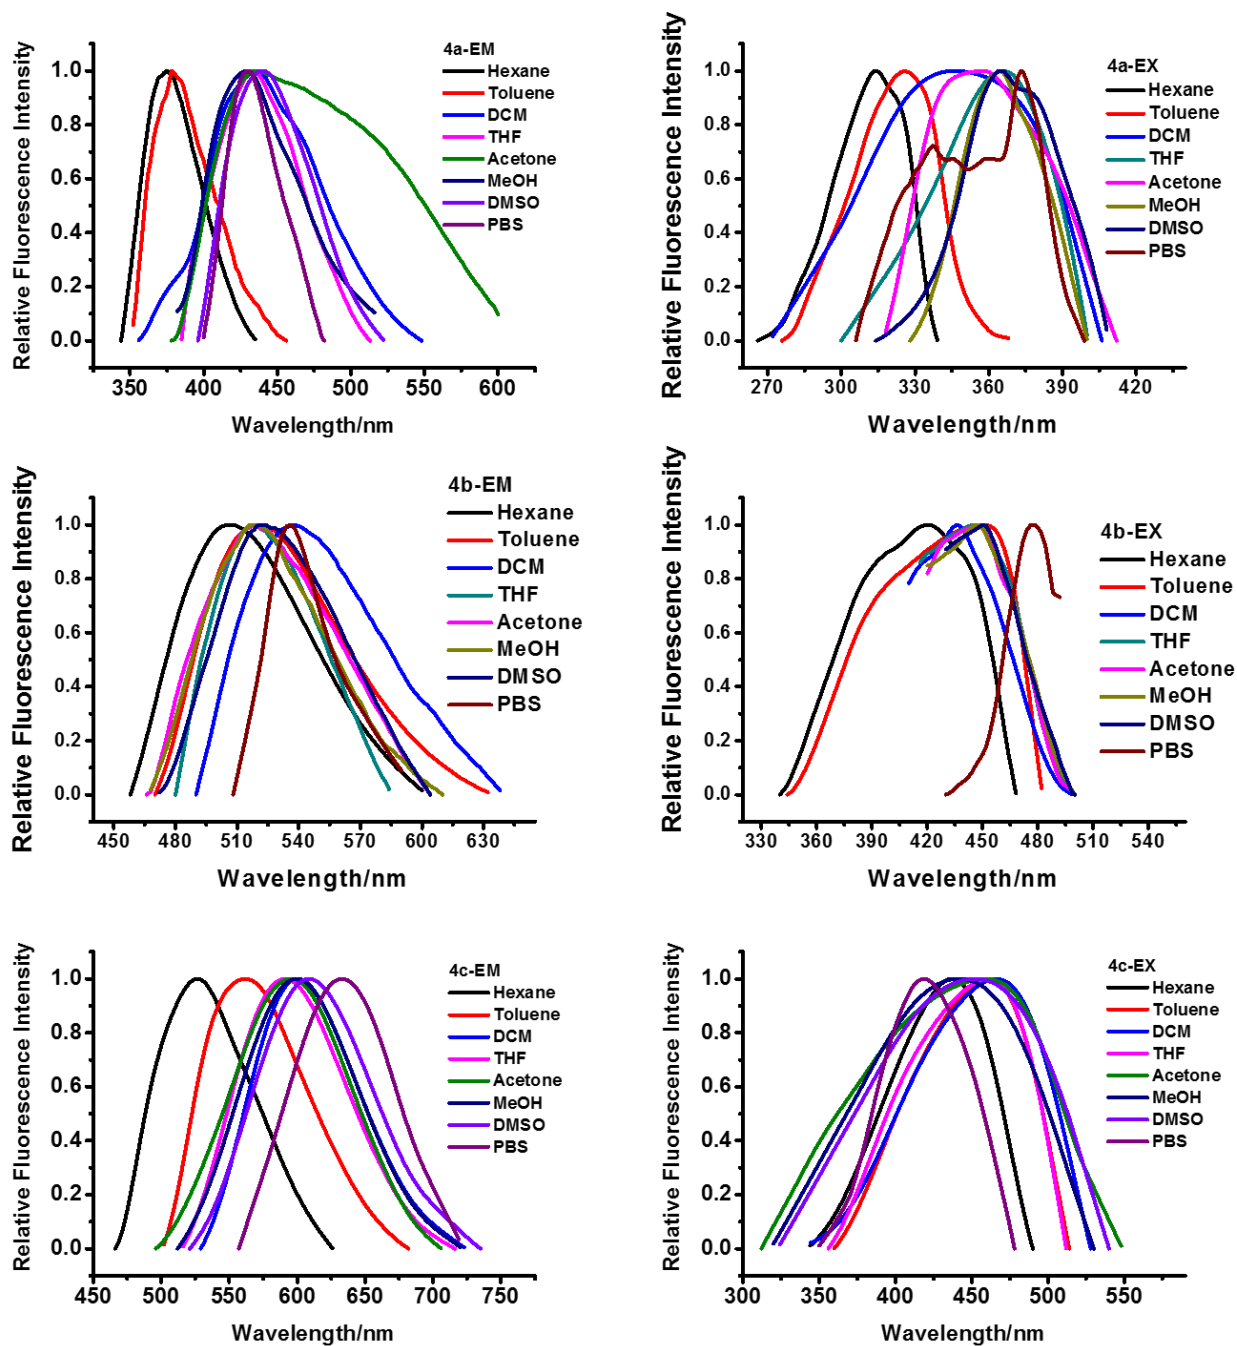 Relative Fluorescence Intensity
1.0
0.8
0.6
0.4
0.2
0.0
350 400 450 500 550 600
Wavelength/nm
4a-EM
Hexane
Toluene
DCM
THF
Acetone
MeOH
DMSO
PBS
Relative Fluorescence Intensity
1.0
0.8
0.6
0.4
0.2
0.0
270 300 330 360 390 420
Wavelength/nm
4a-EX
Hexane
Toluene
DCM
THF
Acetone
MeOH
DMSO
PBS
Relative Fluorescence Intensity
1.0
0.8
0.6
0.4
0.2
0.0
450 480 510 540 570 600 630
Wavelength/nm
4b-EM
Hexane
Toluene
DCM
THF
Acetone
MeOH
DMSO
PBS
Relative Fluorescence Intensity
1.0
0.8
0.6
0.4
0.2
0.0
330 360 390 420 450 480 510 540
Wavelength/nm
4b-EX
Hexane
Toluene
DCM
THF
Acetone
MeOH
DMSO
PBS
Relative Fluorescence Intensity
1.0
0.8
0.6
0.4
0.2
0.0
450 500 550 600 650 700 750
Wavelength/nm
4c-EM
Hexane
Toluene
DCM
THF
Acetone
MeOH
DMSO
PBS
Relative Fluorescence Intensity
1.0
0.8
0.6
0.4
0.2
0.0
300 350 400 450 500 550
Wavelength/nm
4c-EX
Hexane
Toluene
DCM
THF
Acetone
MeOH
DMSO
PBS